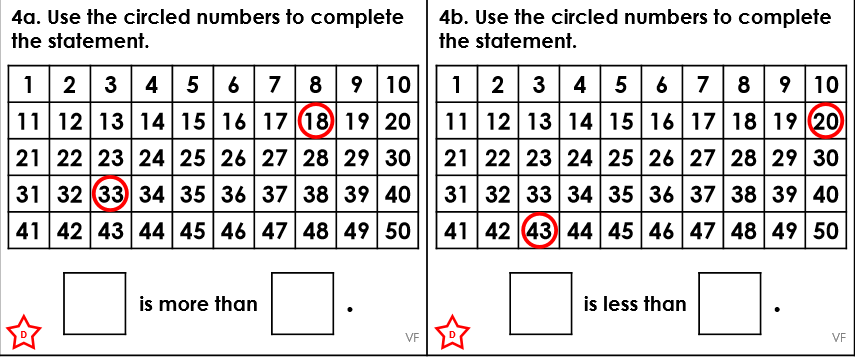 4a. Use the circled numbers to complete
the statement.
1 2 3 4 5 6 7 8 9 10
11 12 13 14 15 16 17 18 19 20
21 22 23 24 25 26 27 28 29 30
31 32 33 34 35 36 37 38 39 40
41 42 43 44 45 46 47 48 49 50
is more than .
D
VF
4b. Use the circled numbers to complete
the statement.
1 2 3 4 5 6 7 8 9 10
11 12 13 14 15 16 17 18 19 20
21 22 23 24 25 26 27 28 29 30
31 32 33 34 35 36 37 38 39 40
41 42 43 44 45 46 47 48 49 50
is less than .
D
VF